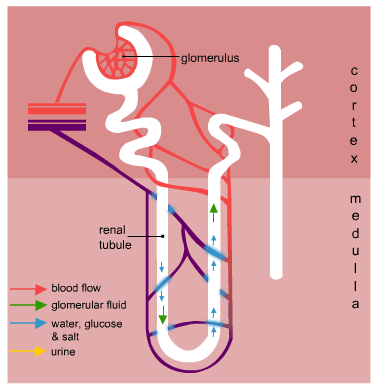 glomerulus
cortex
medulla
renal
tubule
blood flow
glomerular fluid
water, glucose
& salt
urine